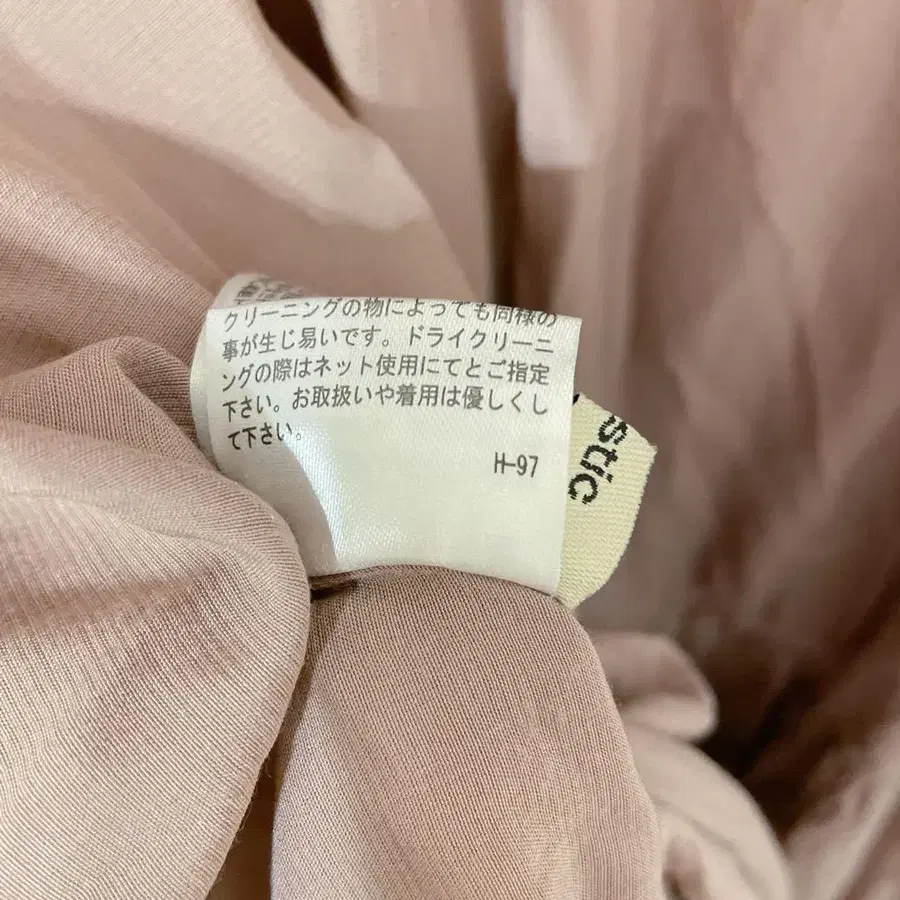 クリーニングの物によっても同様の
事が生じ易いです。ドライクリーニ
ングの際はネット使用にてとご指定
下さい。お取扱いや着用は優しくし
て下さい。
H-97
stic